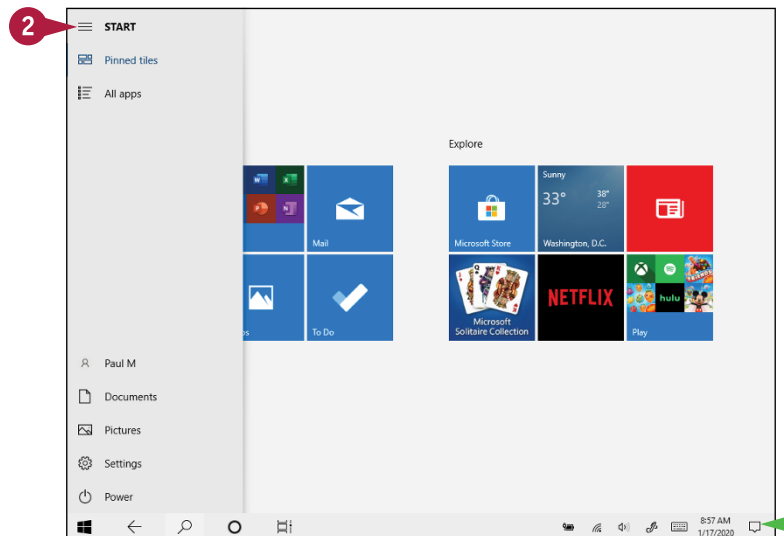 2
START
Pinned tiles
All apps
Explore
Sunny
33° 38°
28°
Mail
Microsoft Store
Washington, D.C.
NETFLIX
hulu
To Do
Microsoft
Solitaire Collection
Play
Paul M
Documents
Pictures
Settings
Power
8:57 AM
1/17/2020